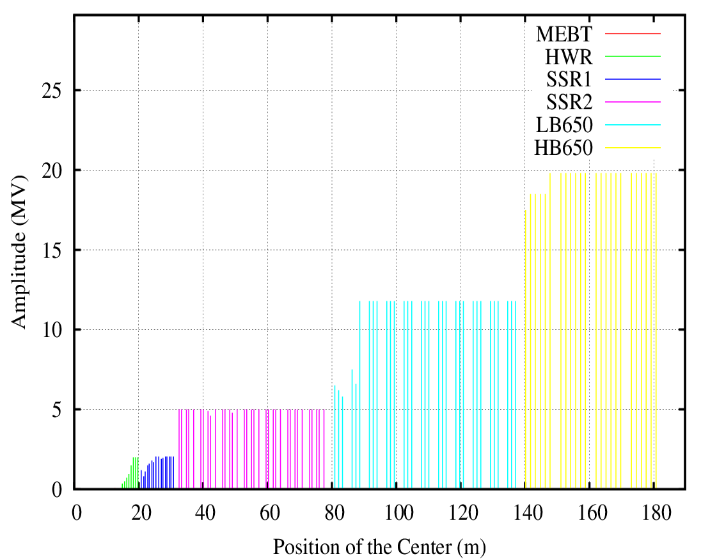 MEBT
HWR
SSR1
SSR2
LB650
HB650
25
20
15
10
5
0
Amplitude (MV)
0 20 40 60 80 100 120 140 160 180
Position of the Center (m)